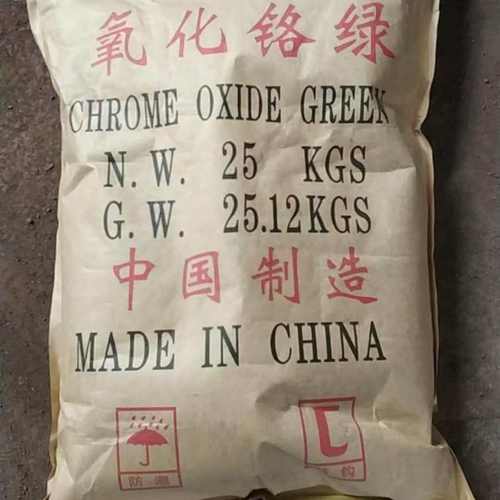 氧化铬绿
CHROME OXIDE GREEN
N.W. 25 KGS
G.W. 25.12KGS
中国制造
MADE IN CHINA
防潮
钩